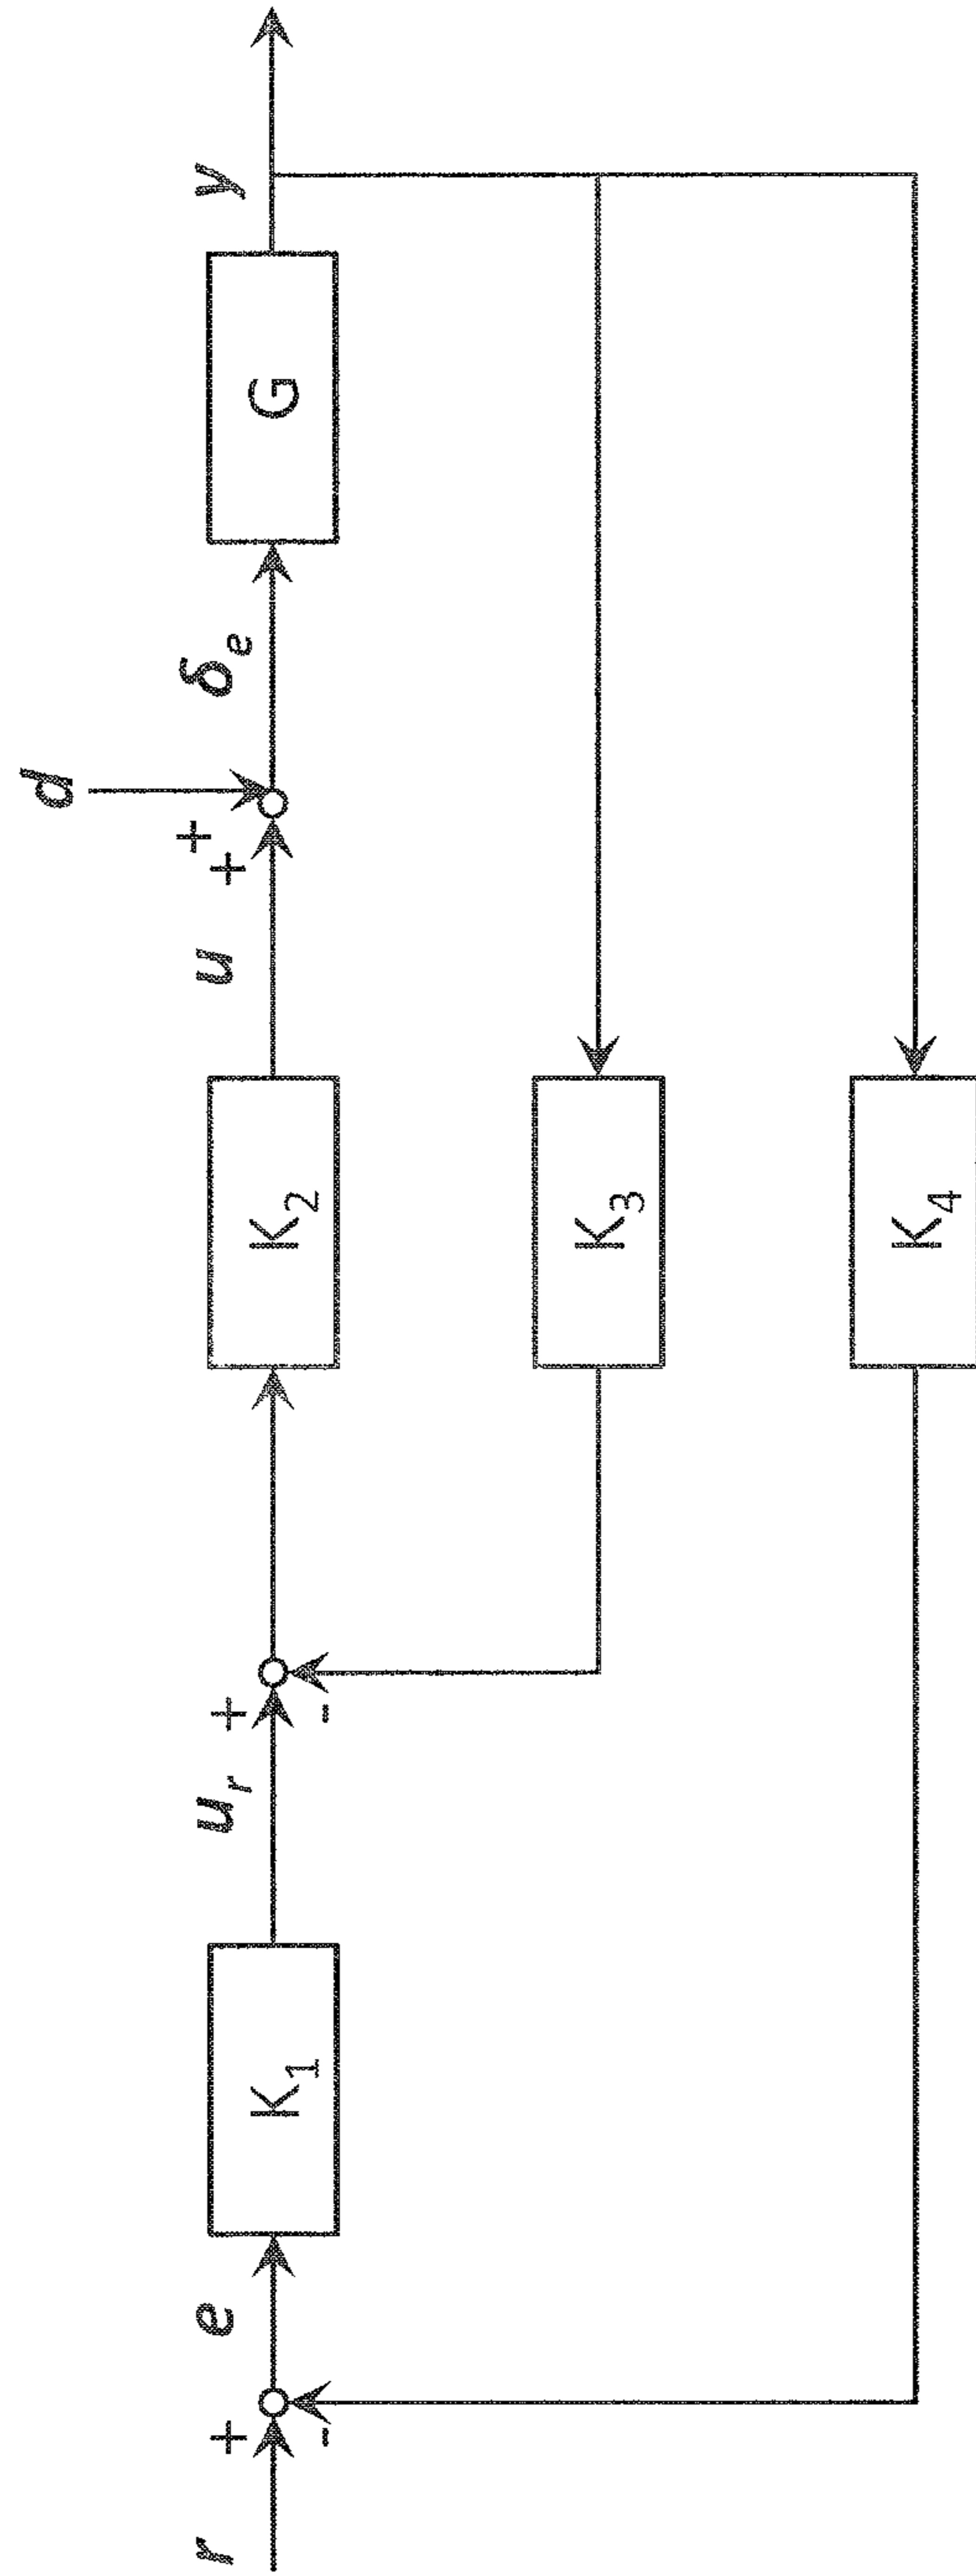 r
+
-
e
K1
ur
+
-
K2
u
+
+
d
δe
G
y
K3
K4